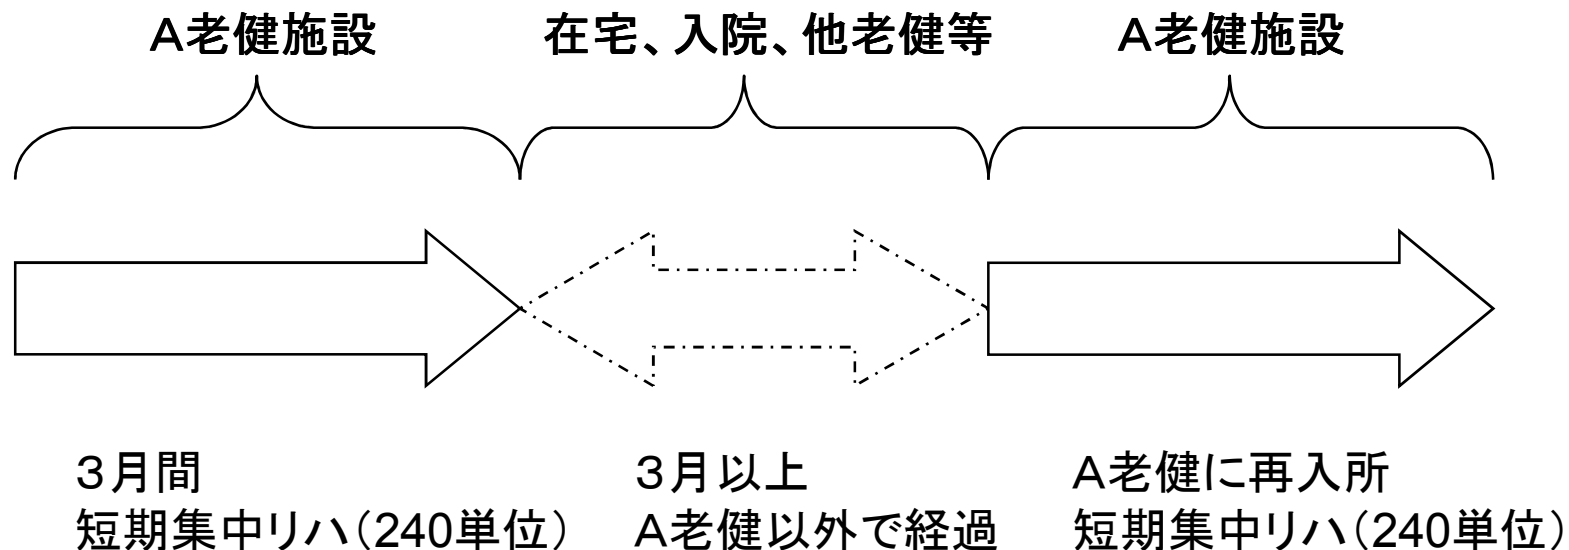 A老健施設
在宅、入院、他老健等
A老健施設
3月間
短期集中リハ(240単位)
3月以上
A老健以外で経過
A老健に再入所
短期集中リハ(240単位)